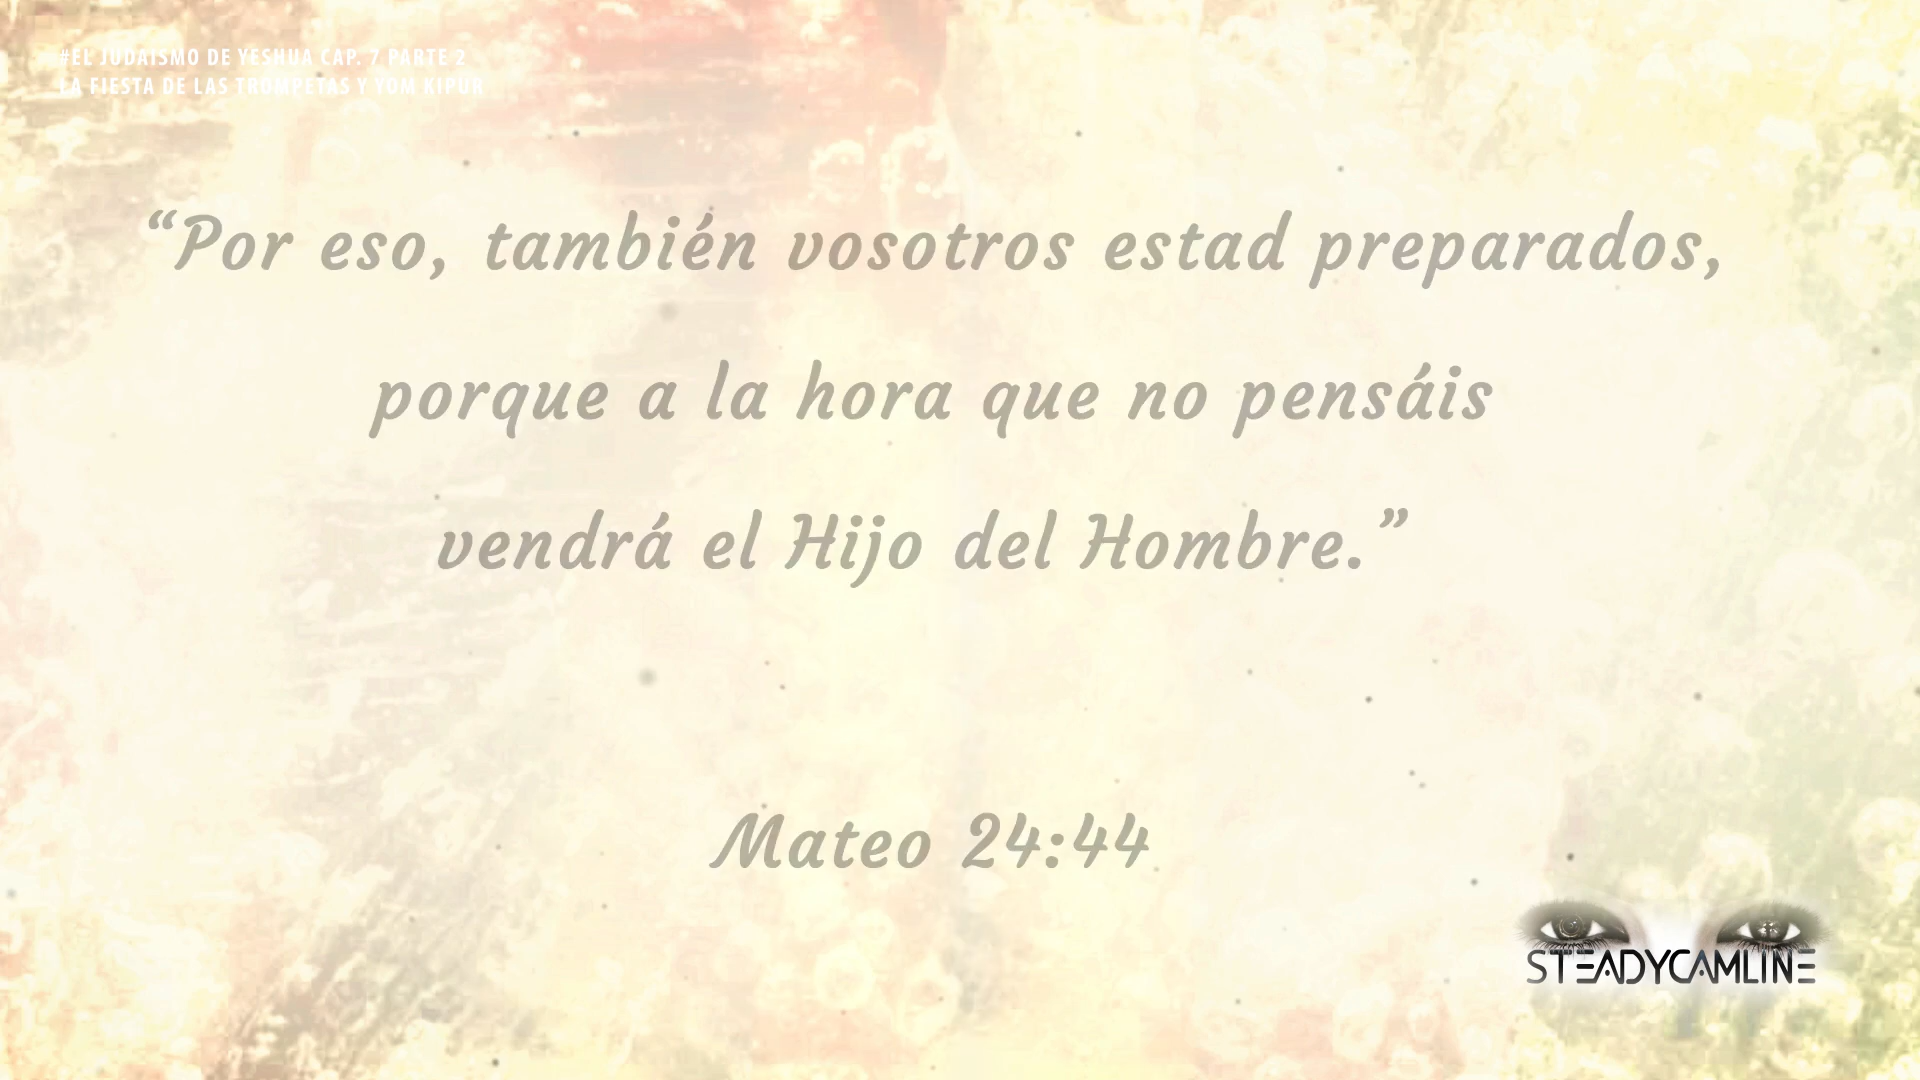 #EL JUDAISMO DE YESHUA CAP. 7 PARTE 2
LA FIESTA DE LAS TROMPETAS Y YOM KIPUR
“Por eso, también vosotros estad preparados,
porque a la hora que no pensáis
vendrá el Hijo del Hombre.”
Mateo 24:44
STEADYCAMLINE